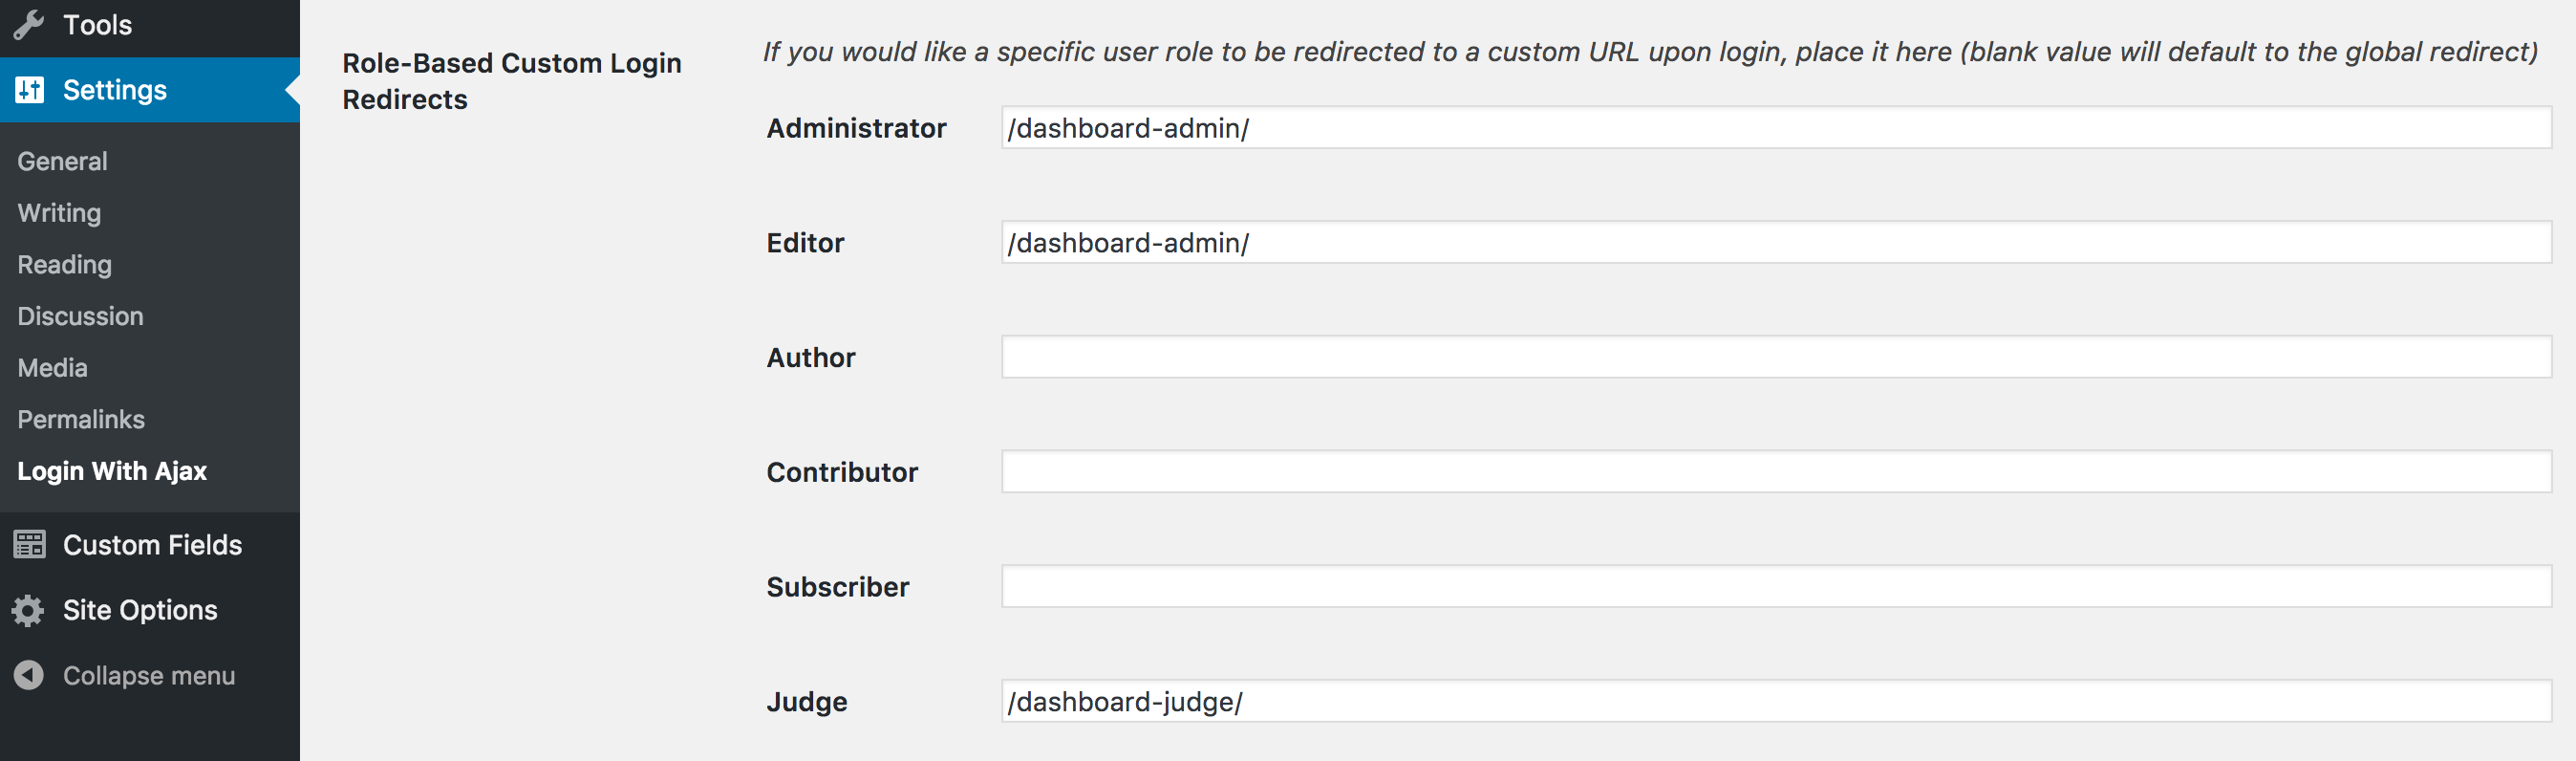 Tools
Settings
General
Writing
Reading
Discussion
Media
Permalinks
Login With Ajax
Custom Fields
Site Options
Collapse menu
Role-Based Custom Login
Redirects
If you would like a specific user role to be redirected to a custom URL upon login, place it here (blank value will default to the global redirect)
Administrator /dashboard-admin/
Editor /dashboard-admin/
Author
Contributor
Subscriber
Judge /dashboard-judge/